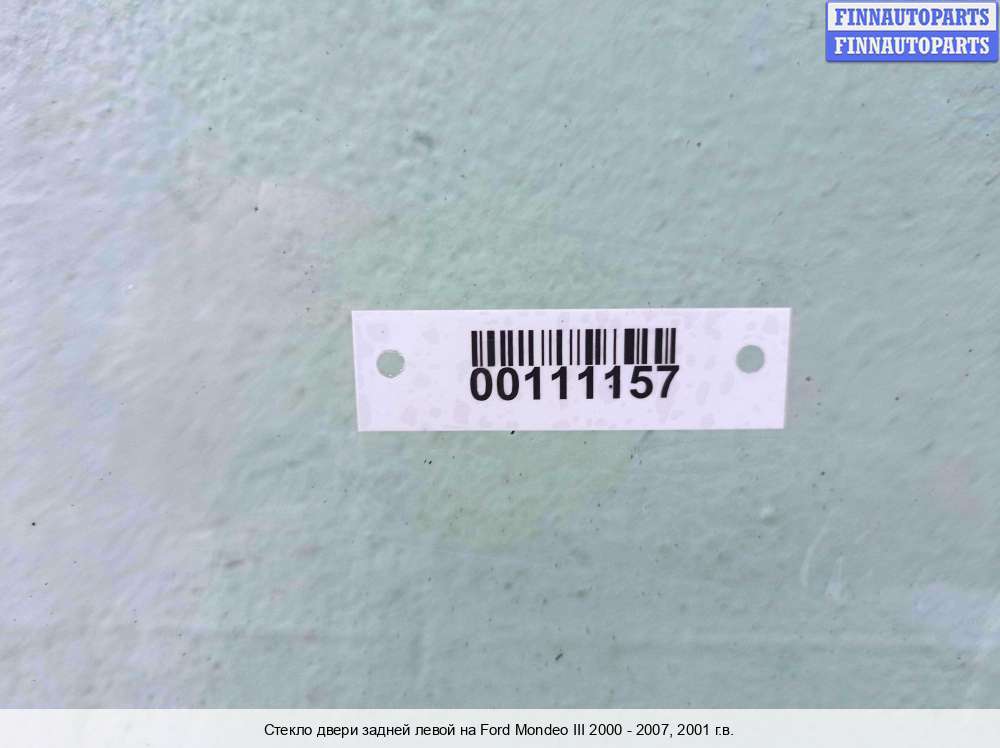 FINNAUTOPARTS
FINNAUTOPARTS
00111157
Стекло двери задней левой на Ford Mondeo III 2000 - 2007, 2001 г.в.